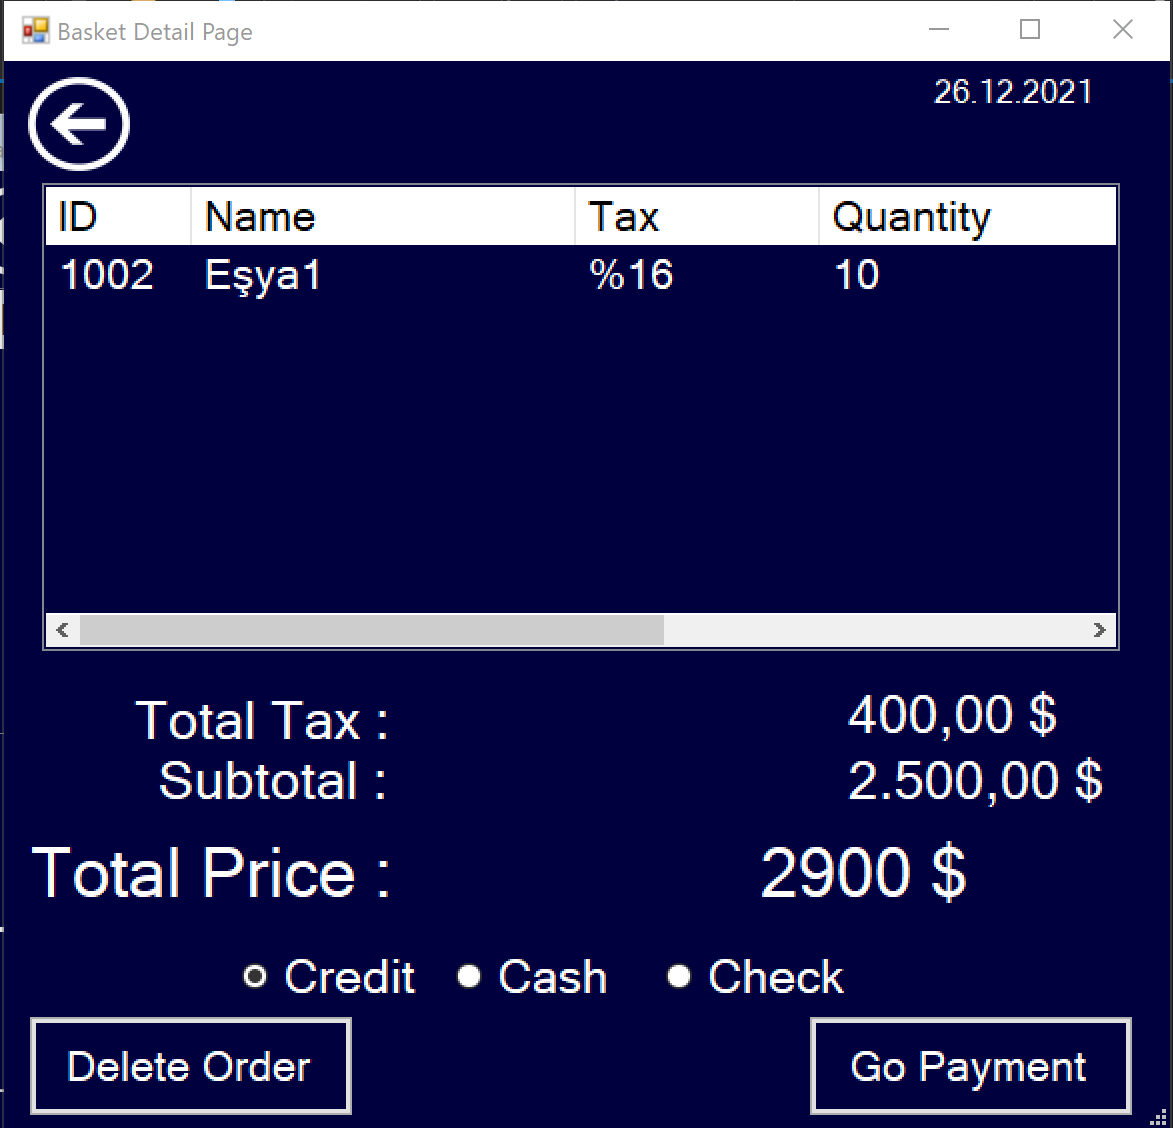 Basket Detail Page
26.12.2021
ID Name Tax Quantity
1002 Eşya1 %16 10
Total Tax : 400,00 $
Subtotal : 2.500,00 $
Total Price : 2900 $
Credit Cash Check
Delete Order Go Payment